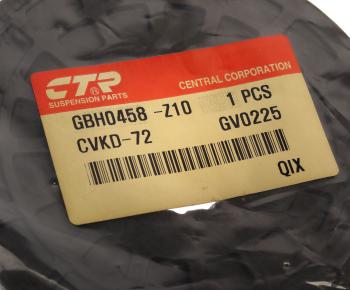 CTR®
SUSPENSION PARTS
CENTRAL CORPORATION
GBH0458 -Z10 1 PCS
CVKD-72 GV0225
QIX